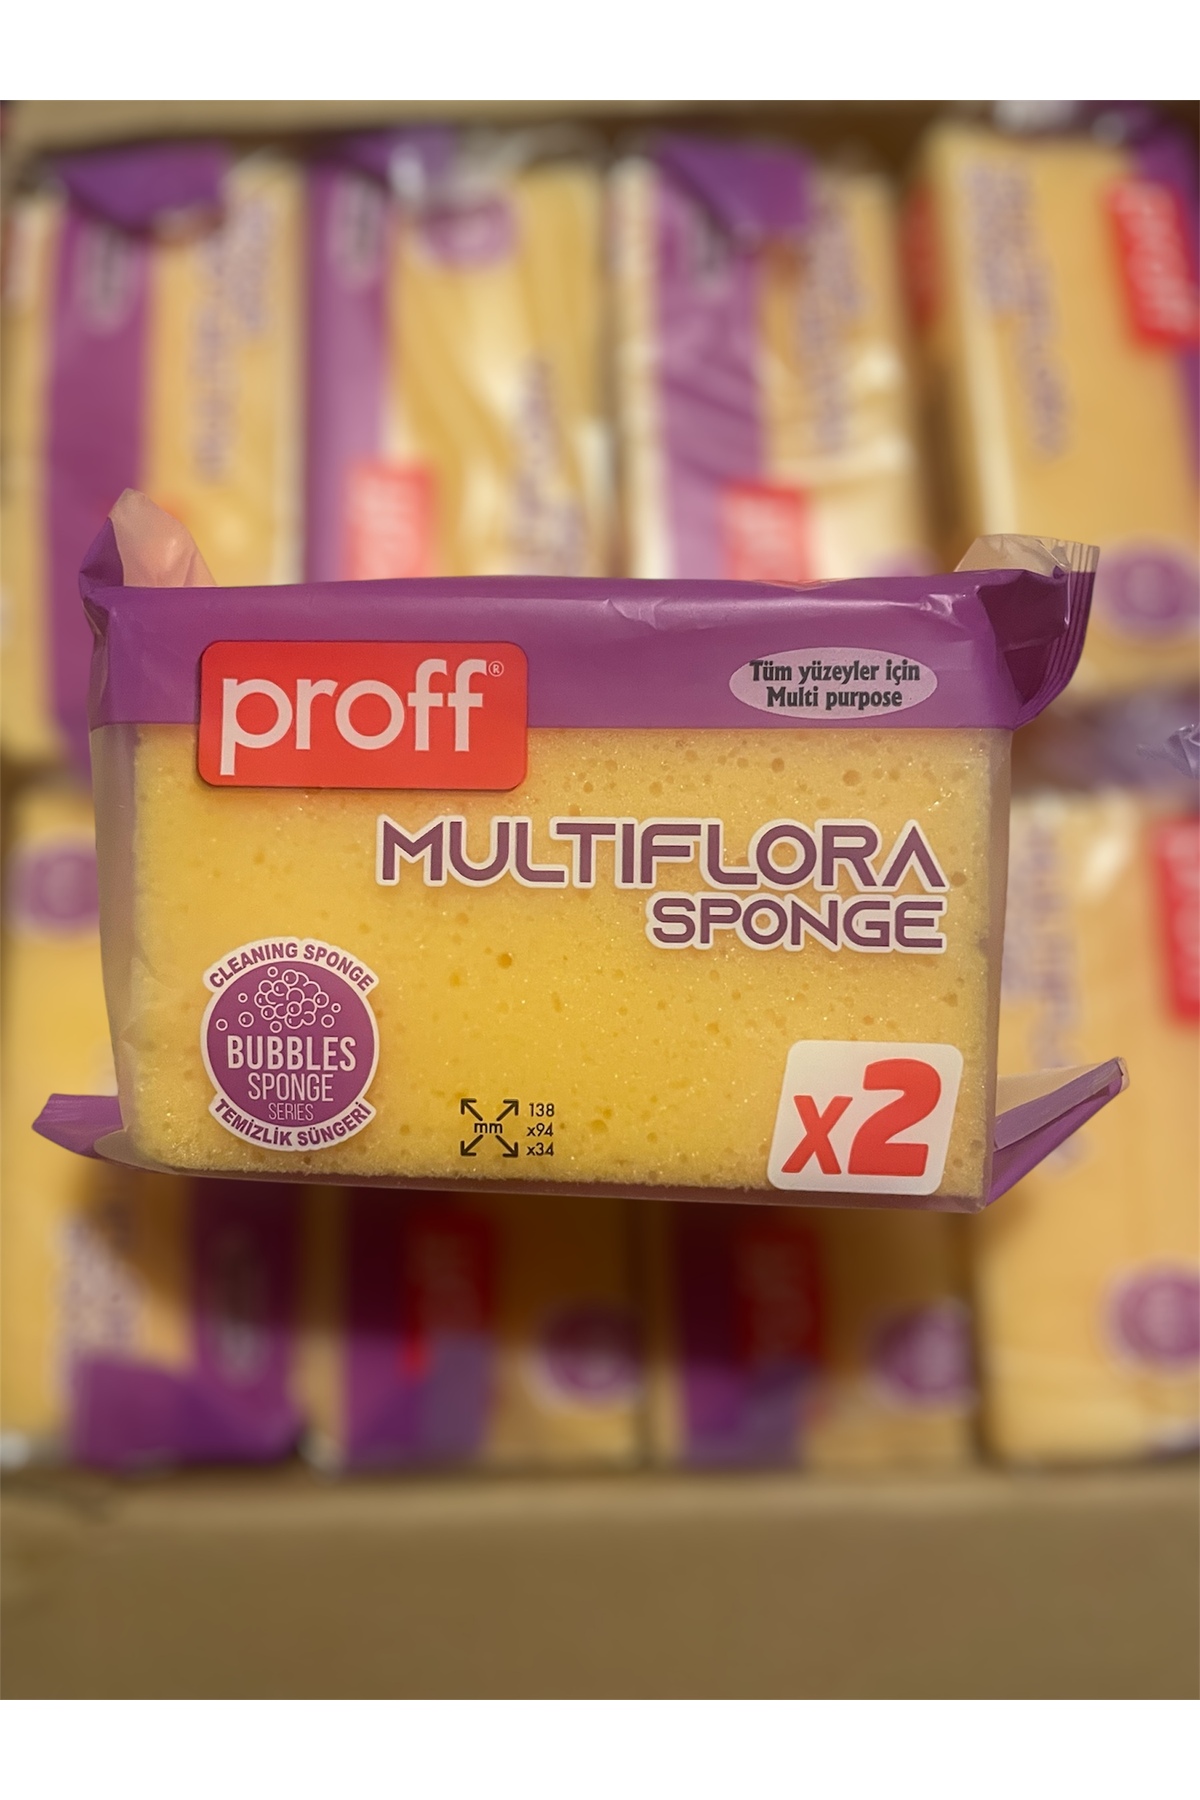 proff®
Tüm yüzeyler için
Multi purpose
MULTIFLORA
SPONGE
CLEANING SPONGE
BUBBLES
SPONGE
SERIES
TEMİZLİK SÜNGERİ
mm
138
x94
x34
x2
proff